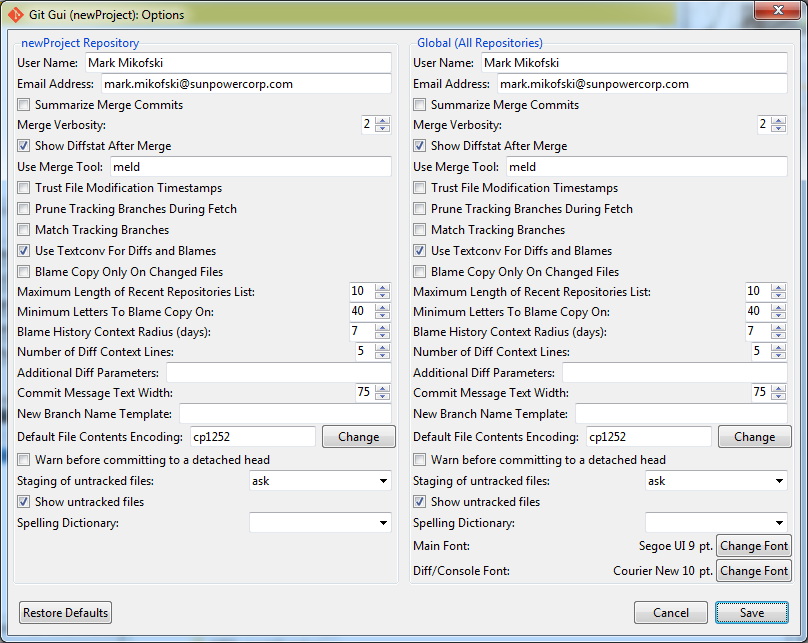 Git Gui (newProject): Options
newProject Repository
User Name: Mark Mikofski
Email Address: mark.mikofski@sunpowercorp.com
Summarize Merge Commits
Merge Verbosity: 2
Show Diffstat After Merge
Use Merge Tool: meld
Trust File Modification Timestamps
Prune Tracking Branches During Fetch
Match Tracking Branches
Use Textconv For Diffs and Blames
Blame Copy Only On Changed Files
Maximum Length of Recent Repositories List: 10
Minimum Letters To Blame Copy On: 40
Blame History Context Radius (days): 7
Number of Diff Context Lines: 5
Additional Diff Parameters:
Commit Message Text Width: 75
New Branch Name Template:
Default File Contents Encoding: cp1252 Change
Warn before committing to a detached head
Staging of untracked files: ask
Show untracked files
Spelling Dictionary:
Global (All Repositories)
User Name: Mark Mikofski
Email Address: mark.mikofski@sunpowercorp.com
Summarize Merge Commits
Merge Verbosity: 2
Show Diffstat After Merge
Use Merge Tool: meld
Trust File Modification Timestamps
Prune Tracking Branches During Fetch
Match Tracking Branches
Use Textconv For Diffs and Blames
Blame Copy Only On Changed Files
Maximum Length of Recent Repositories List: 10
Minimum Letters To Blame Copy On: 40
Blame History Context Radius (days): 7
Number of Diff Context Lines: 5
Additional Diff Parameters:
Commit Message Text Width: 75
New Branch Name Template:
Default File Contents Encoding: cp1252 Change
Warn before committing to a detached head
Staging of untracked files: ask
Show untracked files
Spelling Dictionary:
Main Font: Segoe UI 9 pt. Change Font
Diff/Console Font: Courier New 10 pt. Change Font
Restore Defaults Cancel Save